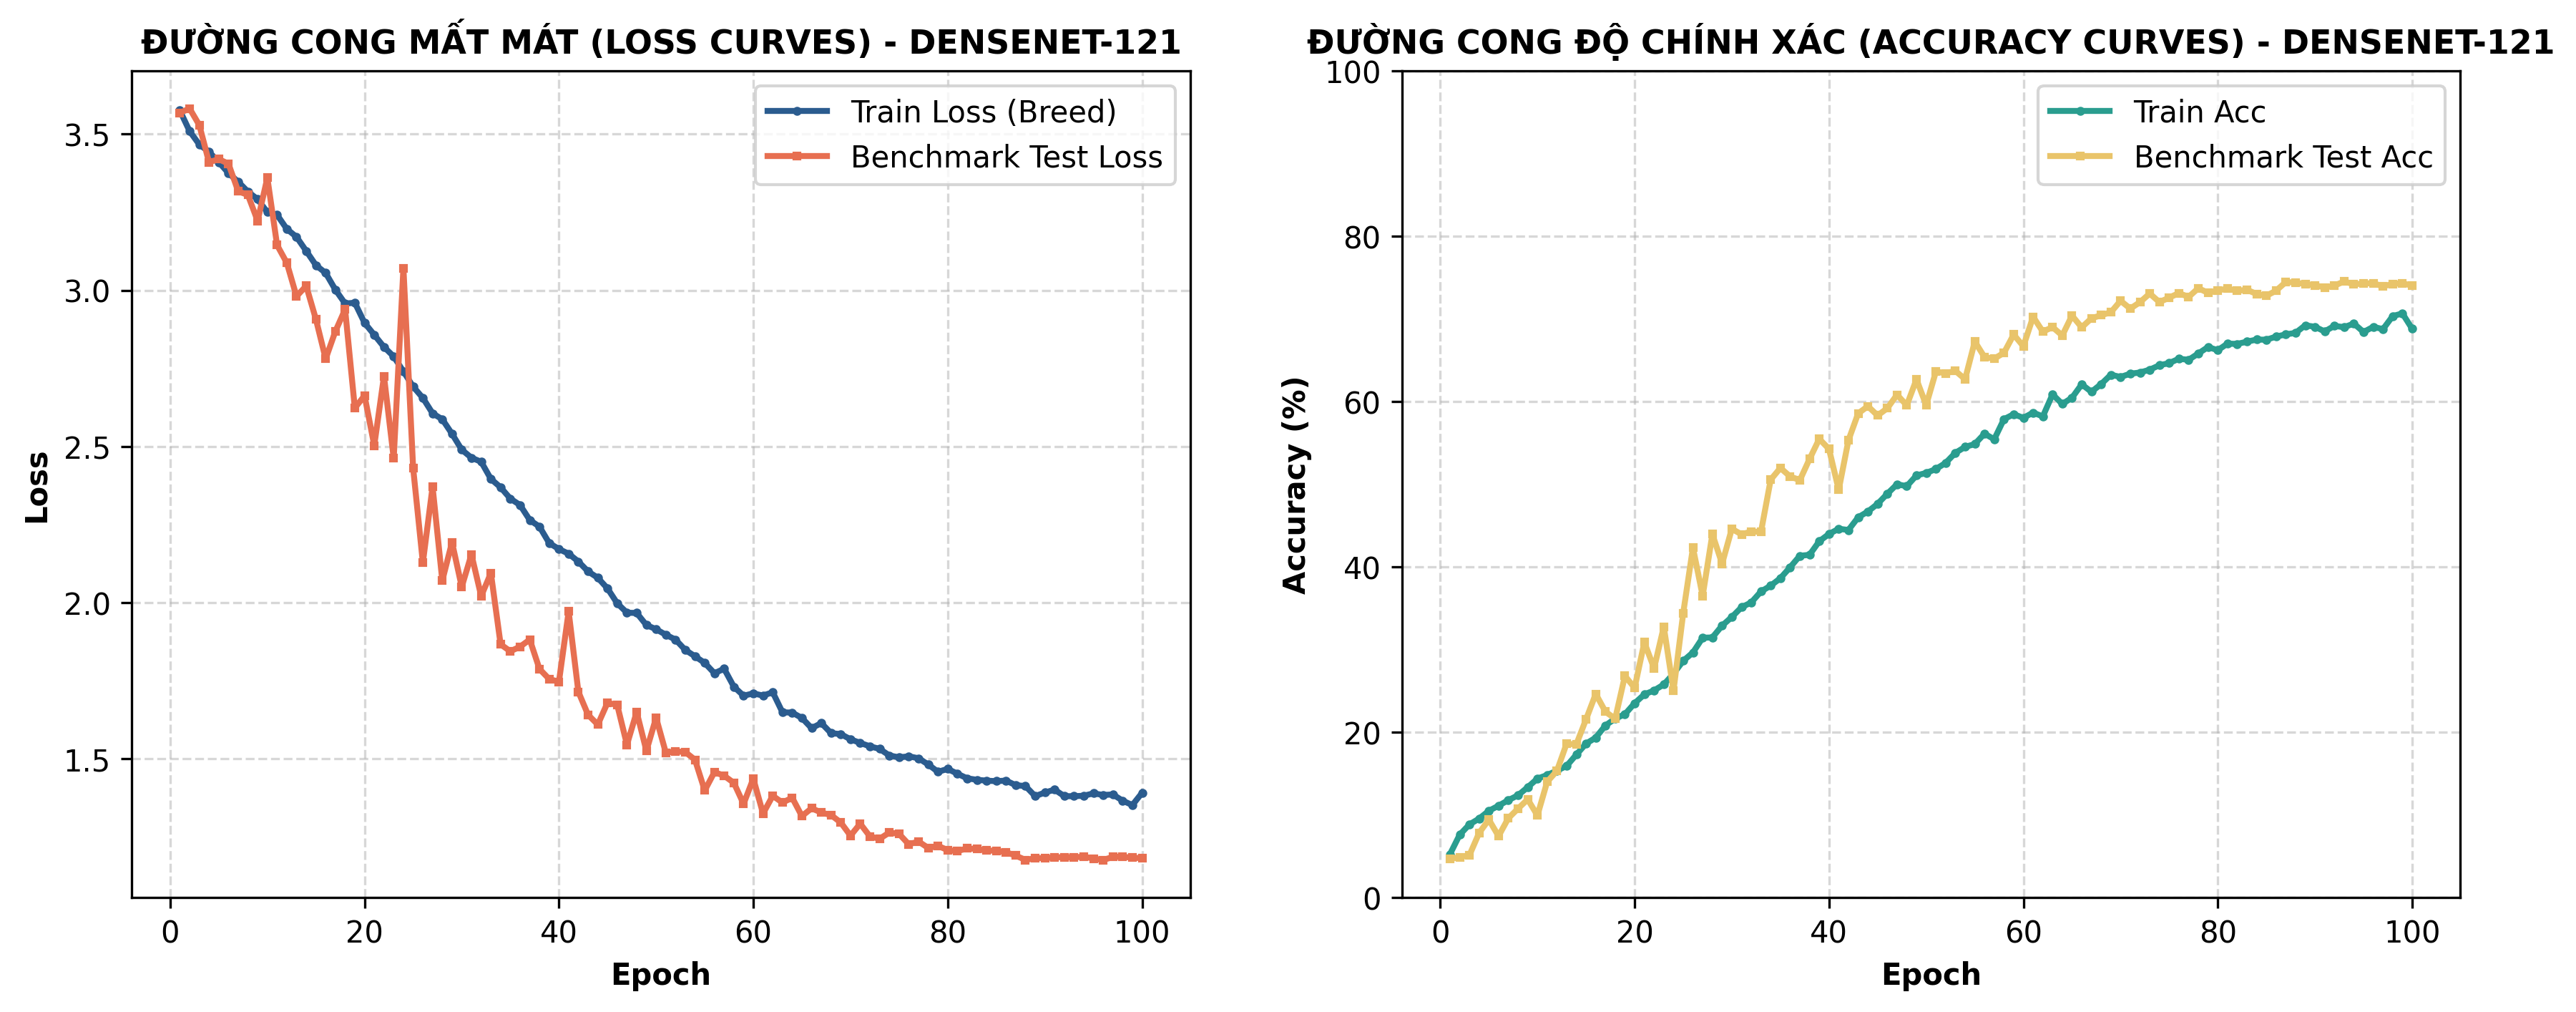 ĐƯỜNG CONG MẤT MÁT (LOSS CURVES) - DENSENET-121
Train Loss (Breed)
Benchmark Test Loss
3.5
3.0
2.5
2.0
1.5
Loss
0 20 40 60 80 100
Epoch
ĐƯỜNG CONG ĐỘ CHÍNH XÁC (ACCURACY CURVES) - DENSENET-121
Train Acc
Benchmark Test Acc
100
80
60
40
20
0
Accuracy (%)
0 20 40 60 80 100
Epoch